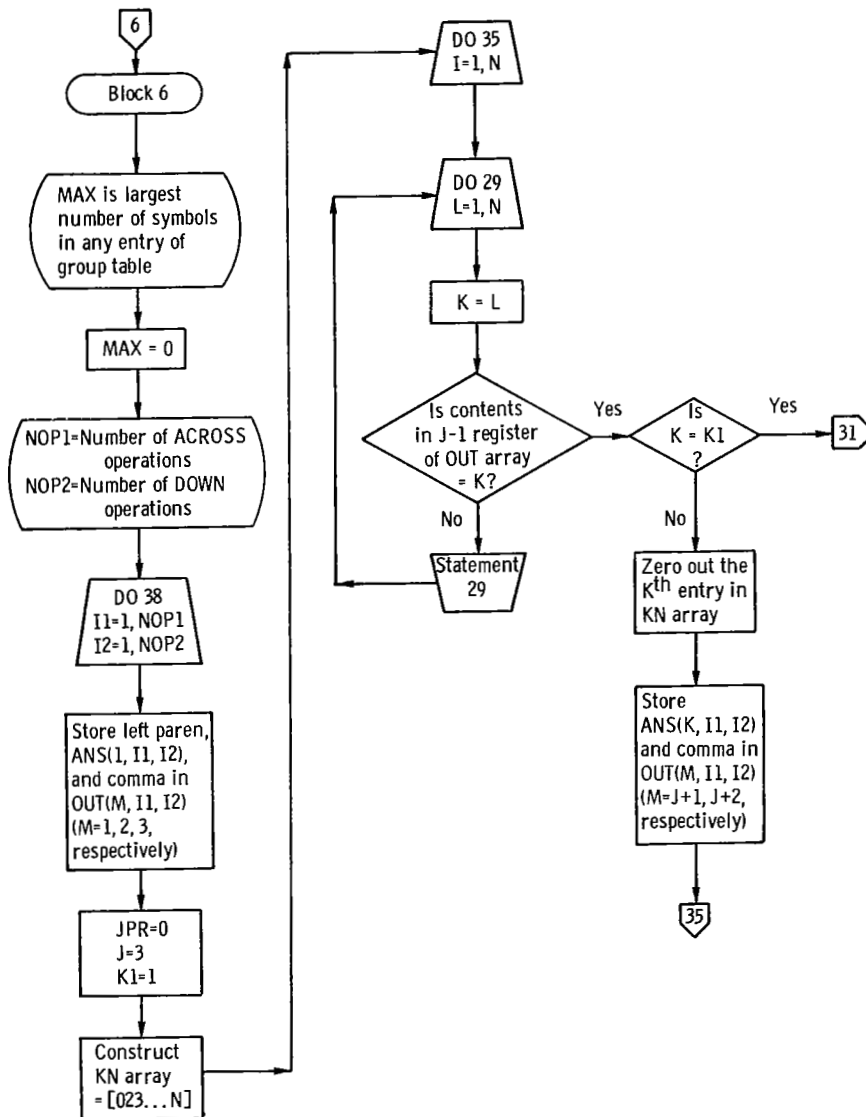 6
Block 6
MAX is largest
number of symbols
in any entry of
group table
MAX = 0
NOP1=Number of ACROSS
operations
NOP2=Number of DOWN
operations
DO 38
I1=1, NOP1
I2=1, NOP2
Store left paren,
ANS(1, I1, I2),
and comma in
OUT(M, I1, I2)
(M=1, 2, 3,
respectively)
JPR=0
J=3
K1=1
Construct
KN array
= [023...N]
DO 35
I=1, N
DO 29
L=1, N
K = L
Is contents
in J-1 register
of OUT array
= K?
Yes
No
Statement
29
Is
K = K1
?
Yes
31
No
Zero out the
Kth entry in
KN array
Store
ANS(K, I1, I2)
and comma in
OUT(M, I1, I2)
(M=J+1, J+2,
respectively)
35